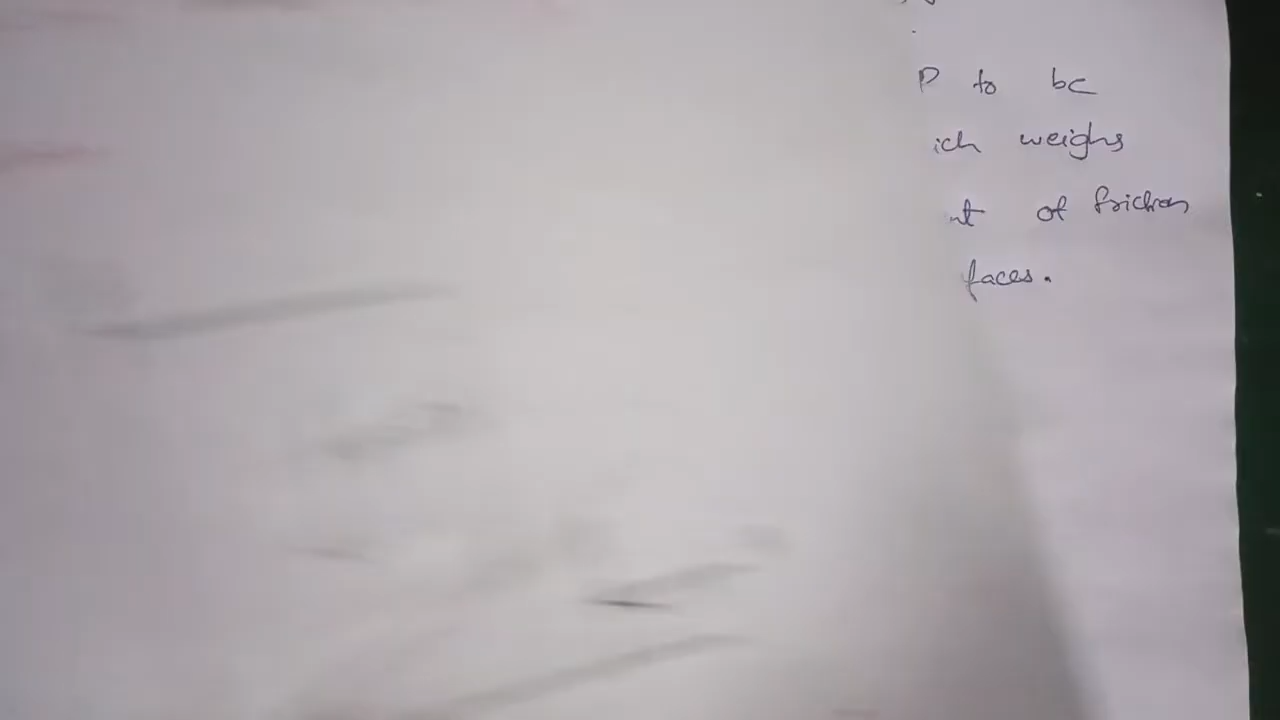 P to be
ich weighs
nt of friction
faces.